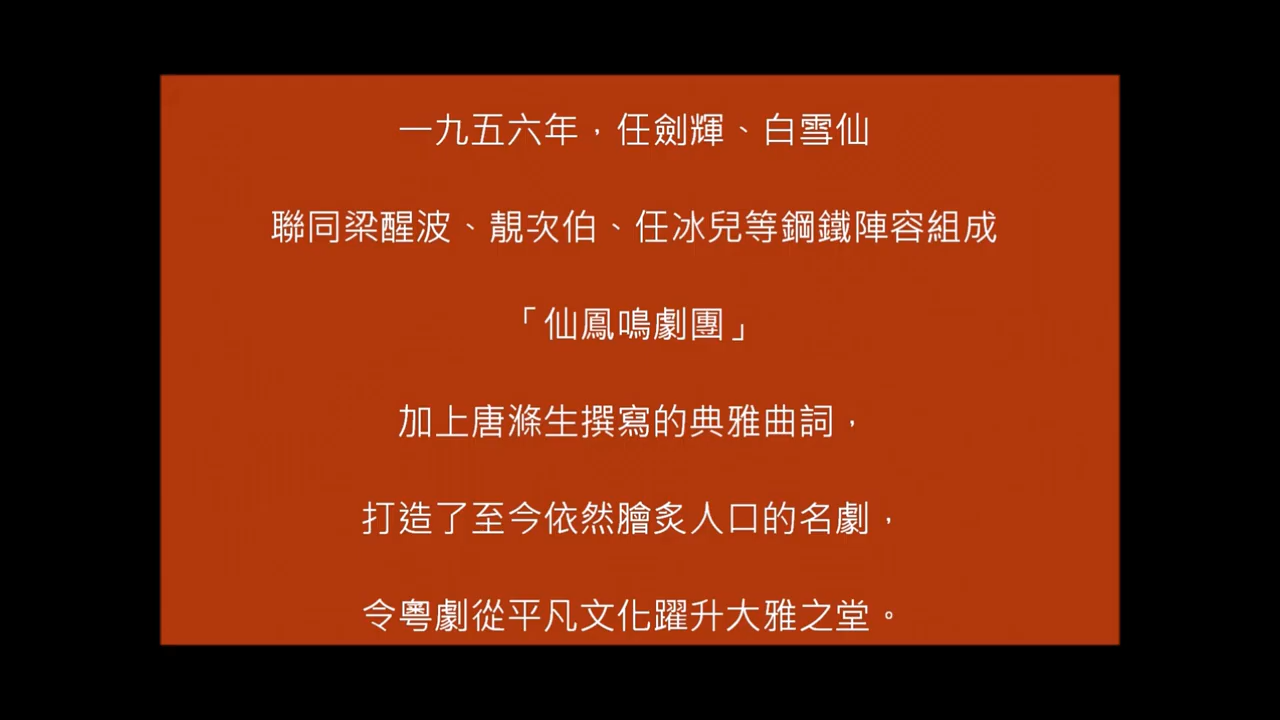 一九五六年，任劍輝、白雪仙
聯同梁醒波、靚次伯、任冰兒等鋼鐵陣容組成
「仙鳳鳴劇團」
加上唐滌生撰寫的典雅曲詞，
打造了至今依然膾炙人口的名劇，
令粵劇從平凡文化躍升大雅之堂。